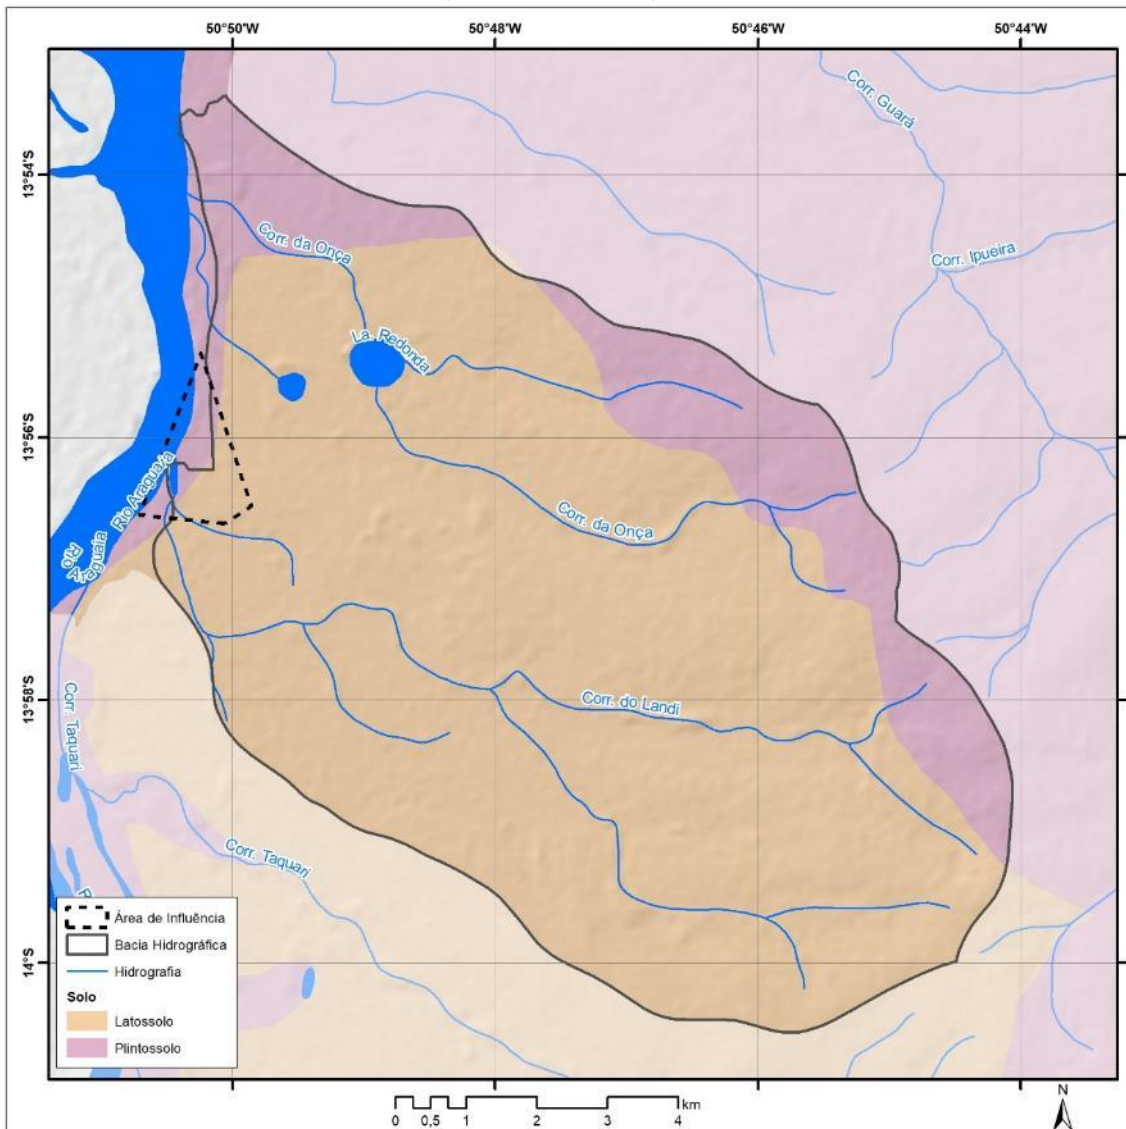 50°50'W
50°48'W
50°46'W
50°44'W
13°54'S
13°56'S
13°58'S
14°S
Corr. Guará
Corr. Ipueira
Corr. da Onça
La. Redonda
Rio Araguaia
Rio
Araguaia
Corr. da Onça
Corr. do Landi
Corr. Taquari
Corr. Taquari
Área de Influência
Bacia Hidrográfica
Hidrografia
Solo
Latossolo
Plintossolo
km
0 0,5 1 2 3 4
N